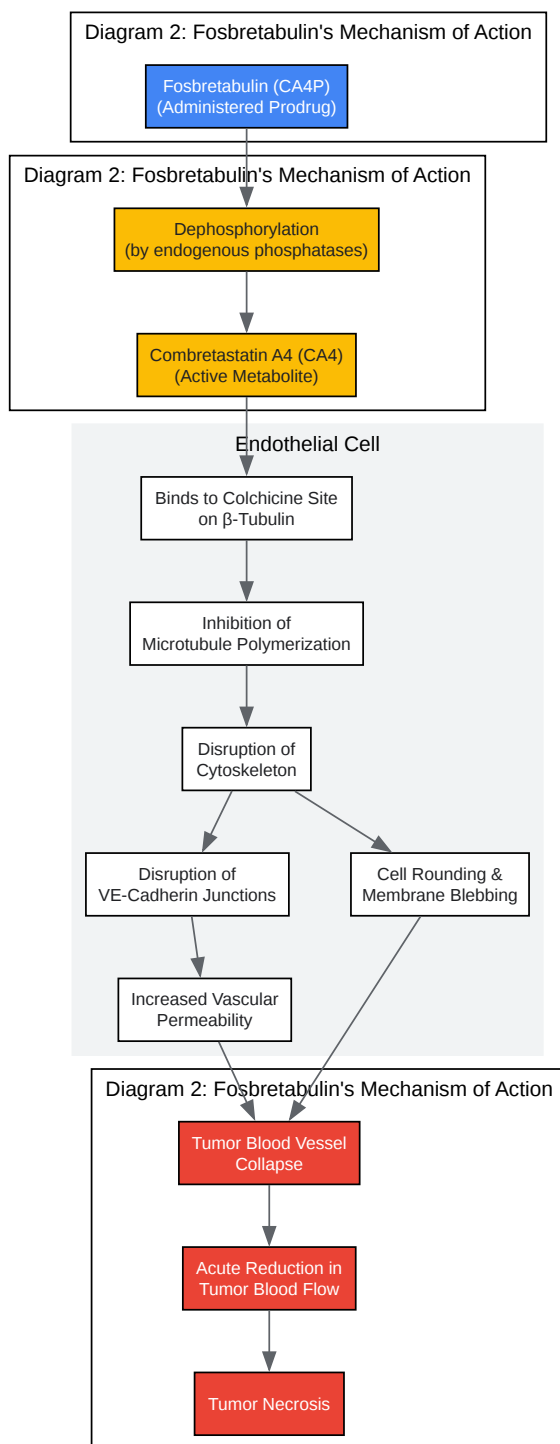 Diagram 2: Fosbretabulin's Mechanism of Action
Fosbretabulin (CA4P)
(Administered Prodrug)
Diagram 2: Fosbretabulin's Mechanism of Action
Dephosphorylation
(by endogenous phosphatases)
Combretastatin A4 (CA4)
(Active Metabolite)
Endothelial Cell
Binds to Colchicine Site
on β-Tubulin
Inhibition of
Microtubule Polymerization
Disruption of
Cytoskeleton
Disruption of
VE-Cadherin Junctions
Cell Rounding &
Membrane Blebbing
Increased Vascular
Permeability
Diagram 2: Fosbretabulin's Mechanism of Action
Tumor Blood Vessel
Collapse
Acute Reduction in
Tumor Blood Flow
Tumor Necrosis